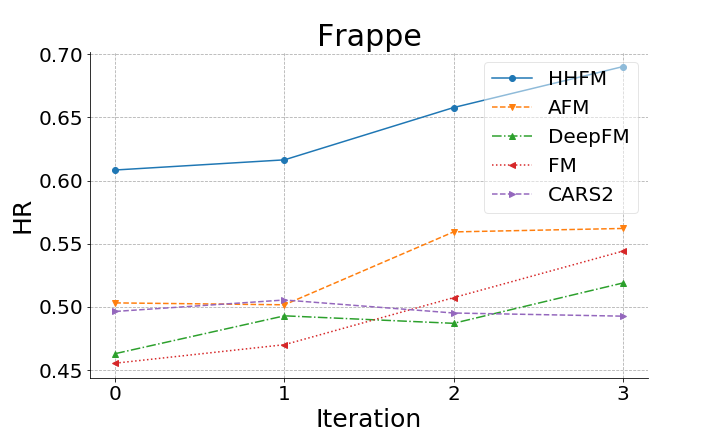 Frappe
0.70
0.65
0.60
0.55
0.50
0.45
HR
HHFM
AFM
DeepFM
FM
CARS2
0 1 2 3
Iteration